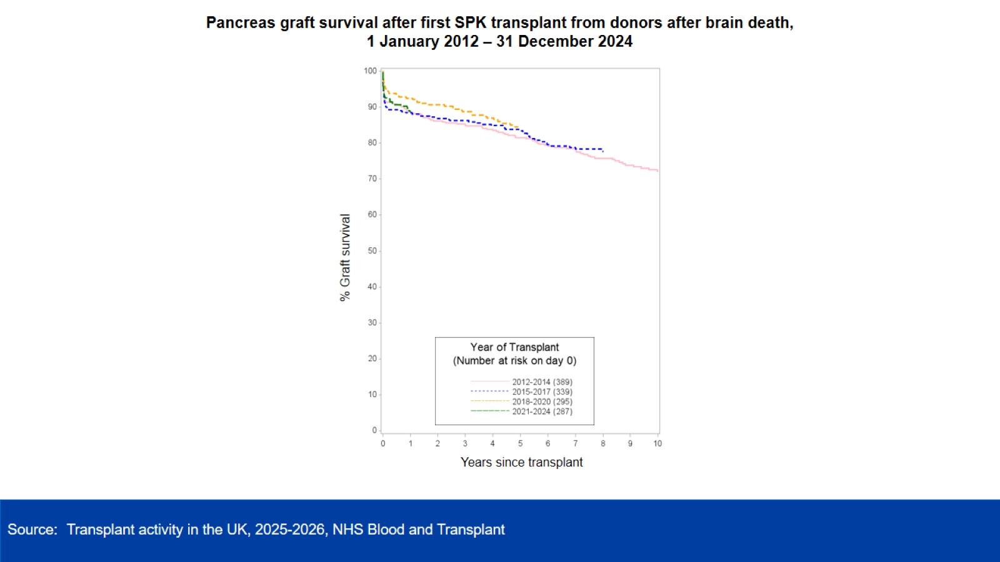 Pancreas graft survival after first SPK transplant from donors after brain death,
1 January 2012 – 31 December 2024
100
90
80
70
60
50
40
30
20
10
0
% Graft survival
Year of Transplant
(Number at risk on day 0)
2012-2014 (389)
2015-2017 (339)
2018-2020 (295)
2021-2024 (287)
0 1 2 3 4 5 6 7 8 9 10
Years since transplant
Source: Transplant activity in the UK, 2025-2026, NHS Blood and Transplant